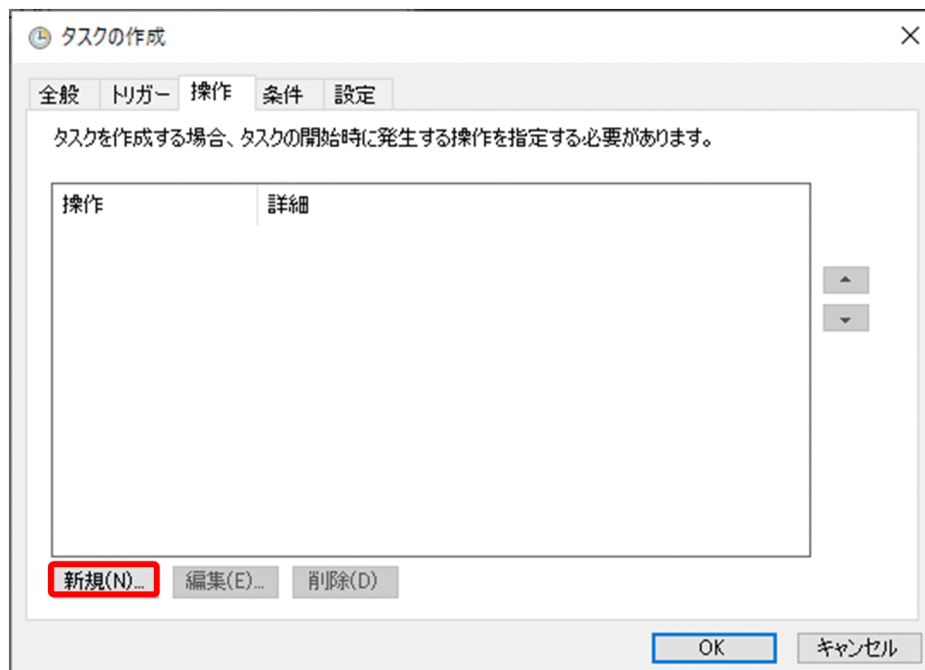 タスクの作成
全般 トリガー 操作 条件 設定
タスクを作成する場合、タスクの開始時に発生する操作を指定する必要があります。
操作 詳細
新規(N)... 編集(E)... 削除(D)
OK キャンセル